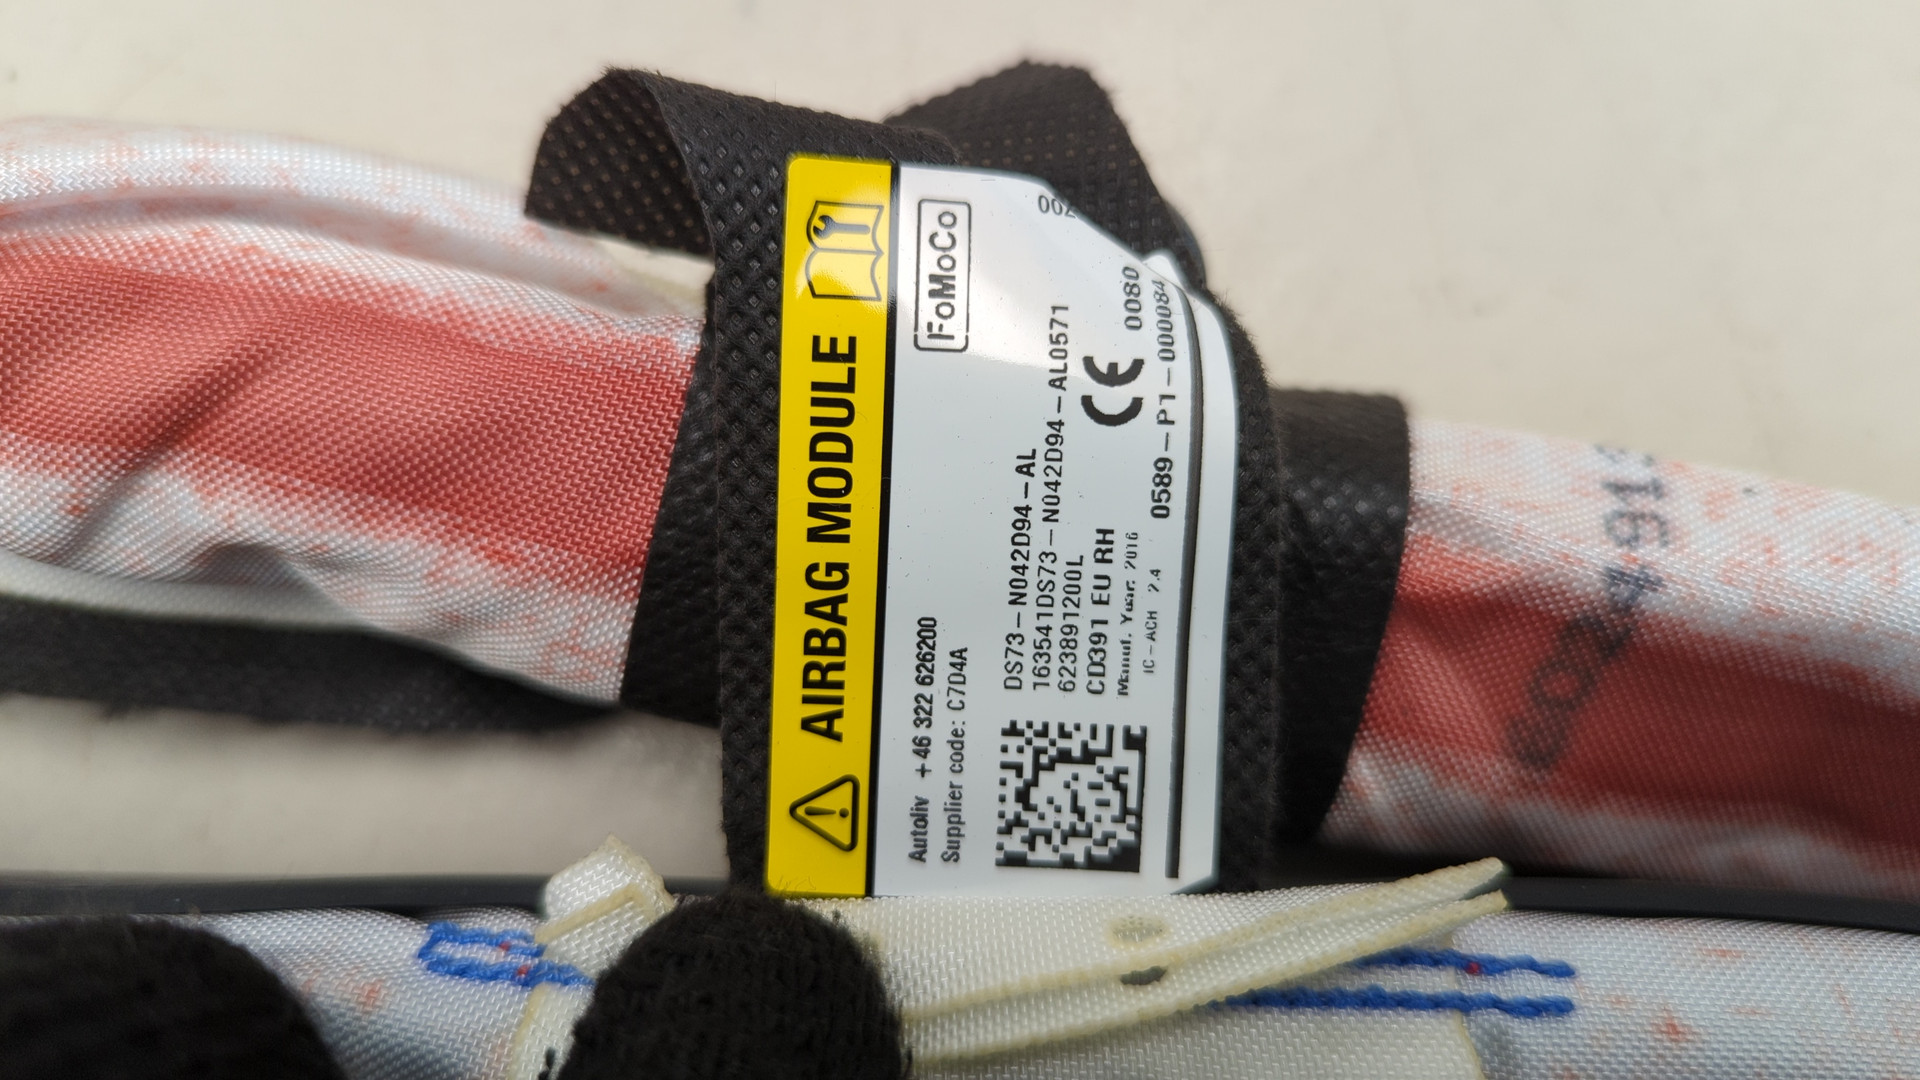 AIRBAG MODULE
FoMoCo
Autoliv +46 322 626200
Supplier code: C7D4A
DS73-N042D94-AL
163541DS73-N042D94-AL0571
623891200L
CD391 EU RH
CE 0080
Manuf. Year: 2016
0589-P1-000084
IC-ACH 2.4